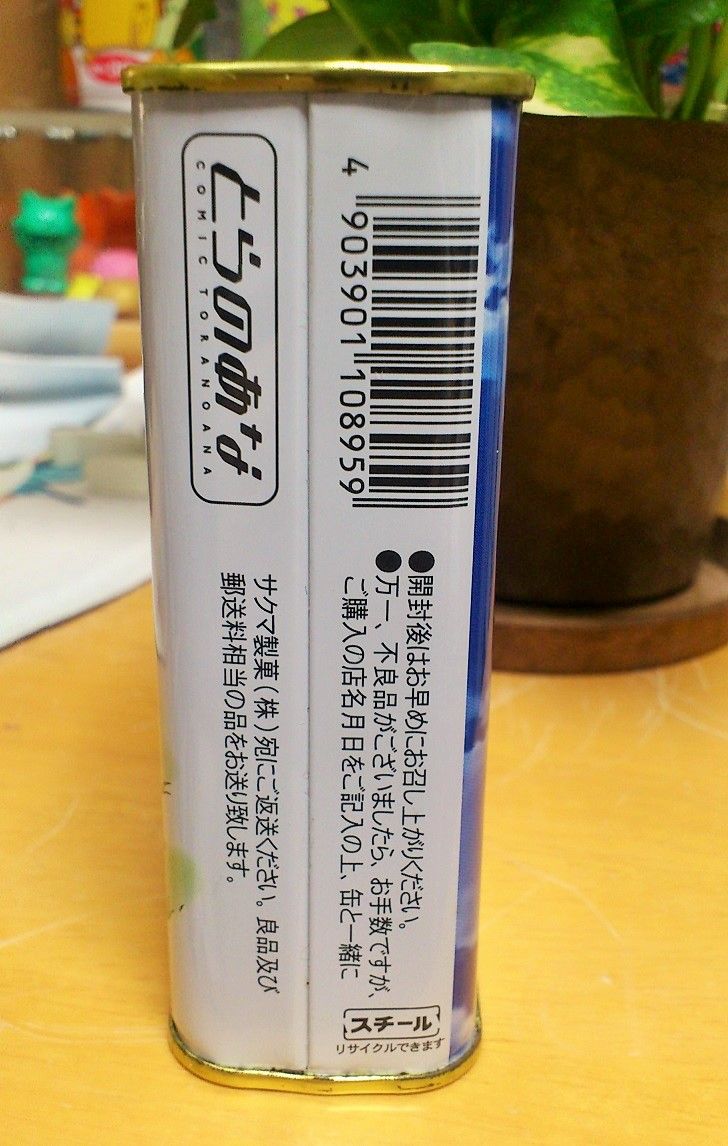 とらのあな
COMIC TORANOANA
4 903901 108959
●開封後はお早めにお召し上がりください。
●万一、不良品がございましたら、お手数ですが、
ご購入の店名月日をご記入の上、缶と一緒に
サクマ製菓(株)宛にご返送ください。良品及び
郵送料相当の品をお送り致します。
スチール
リサイクルできます